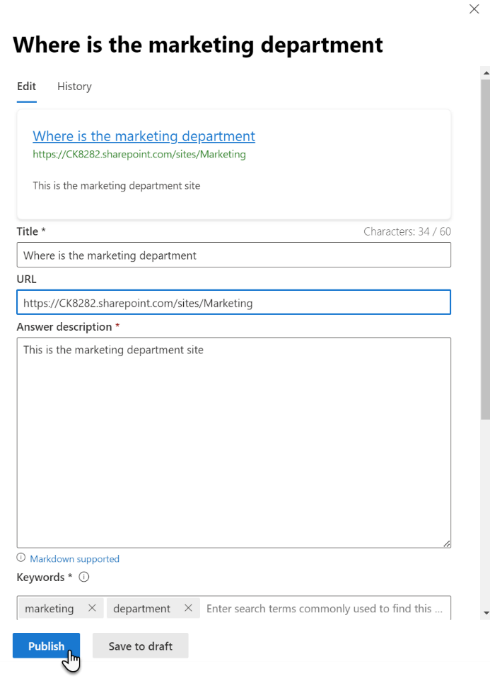 Where is the marketing department
Edit History
Where is the marketing department
https://CK8282.sharepoint.com/sites/Marketing
This is the marketing department site
Title * Characters: 34 / 60
Where is the marketing department
URL
https://CK8282.sharepoint.com/sites/Marketing
Answer description *
This is the marketing department site
Markdown supported
Keywords *
marketing department Enter search terms commonly used to find this ...
Publish Save to draft